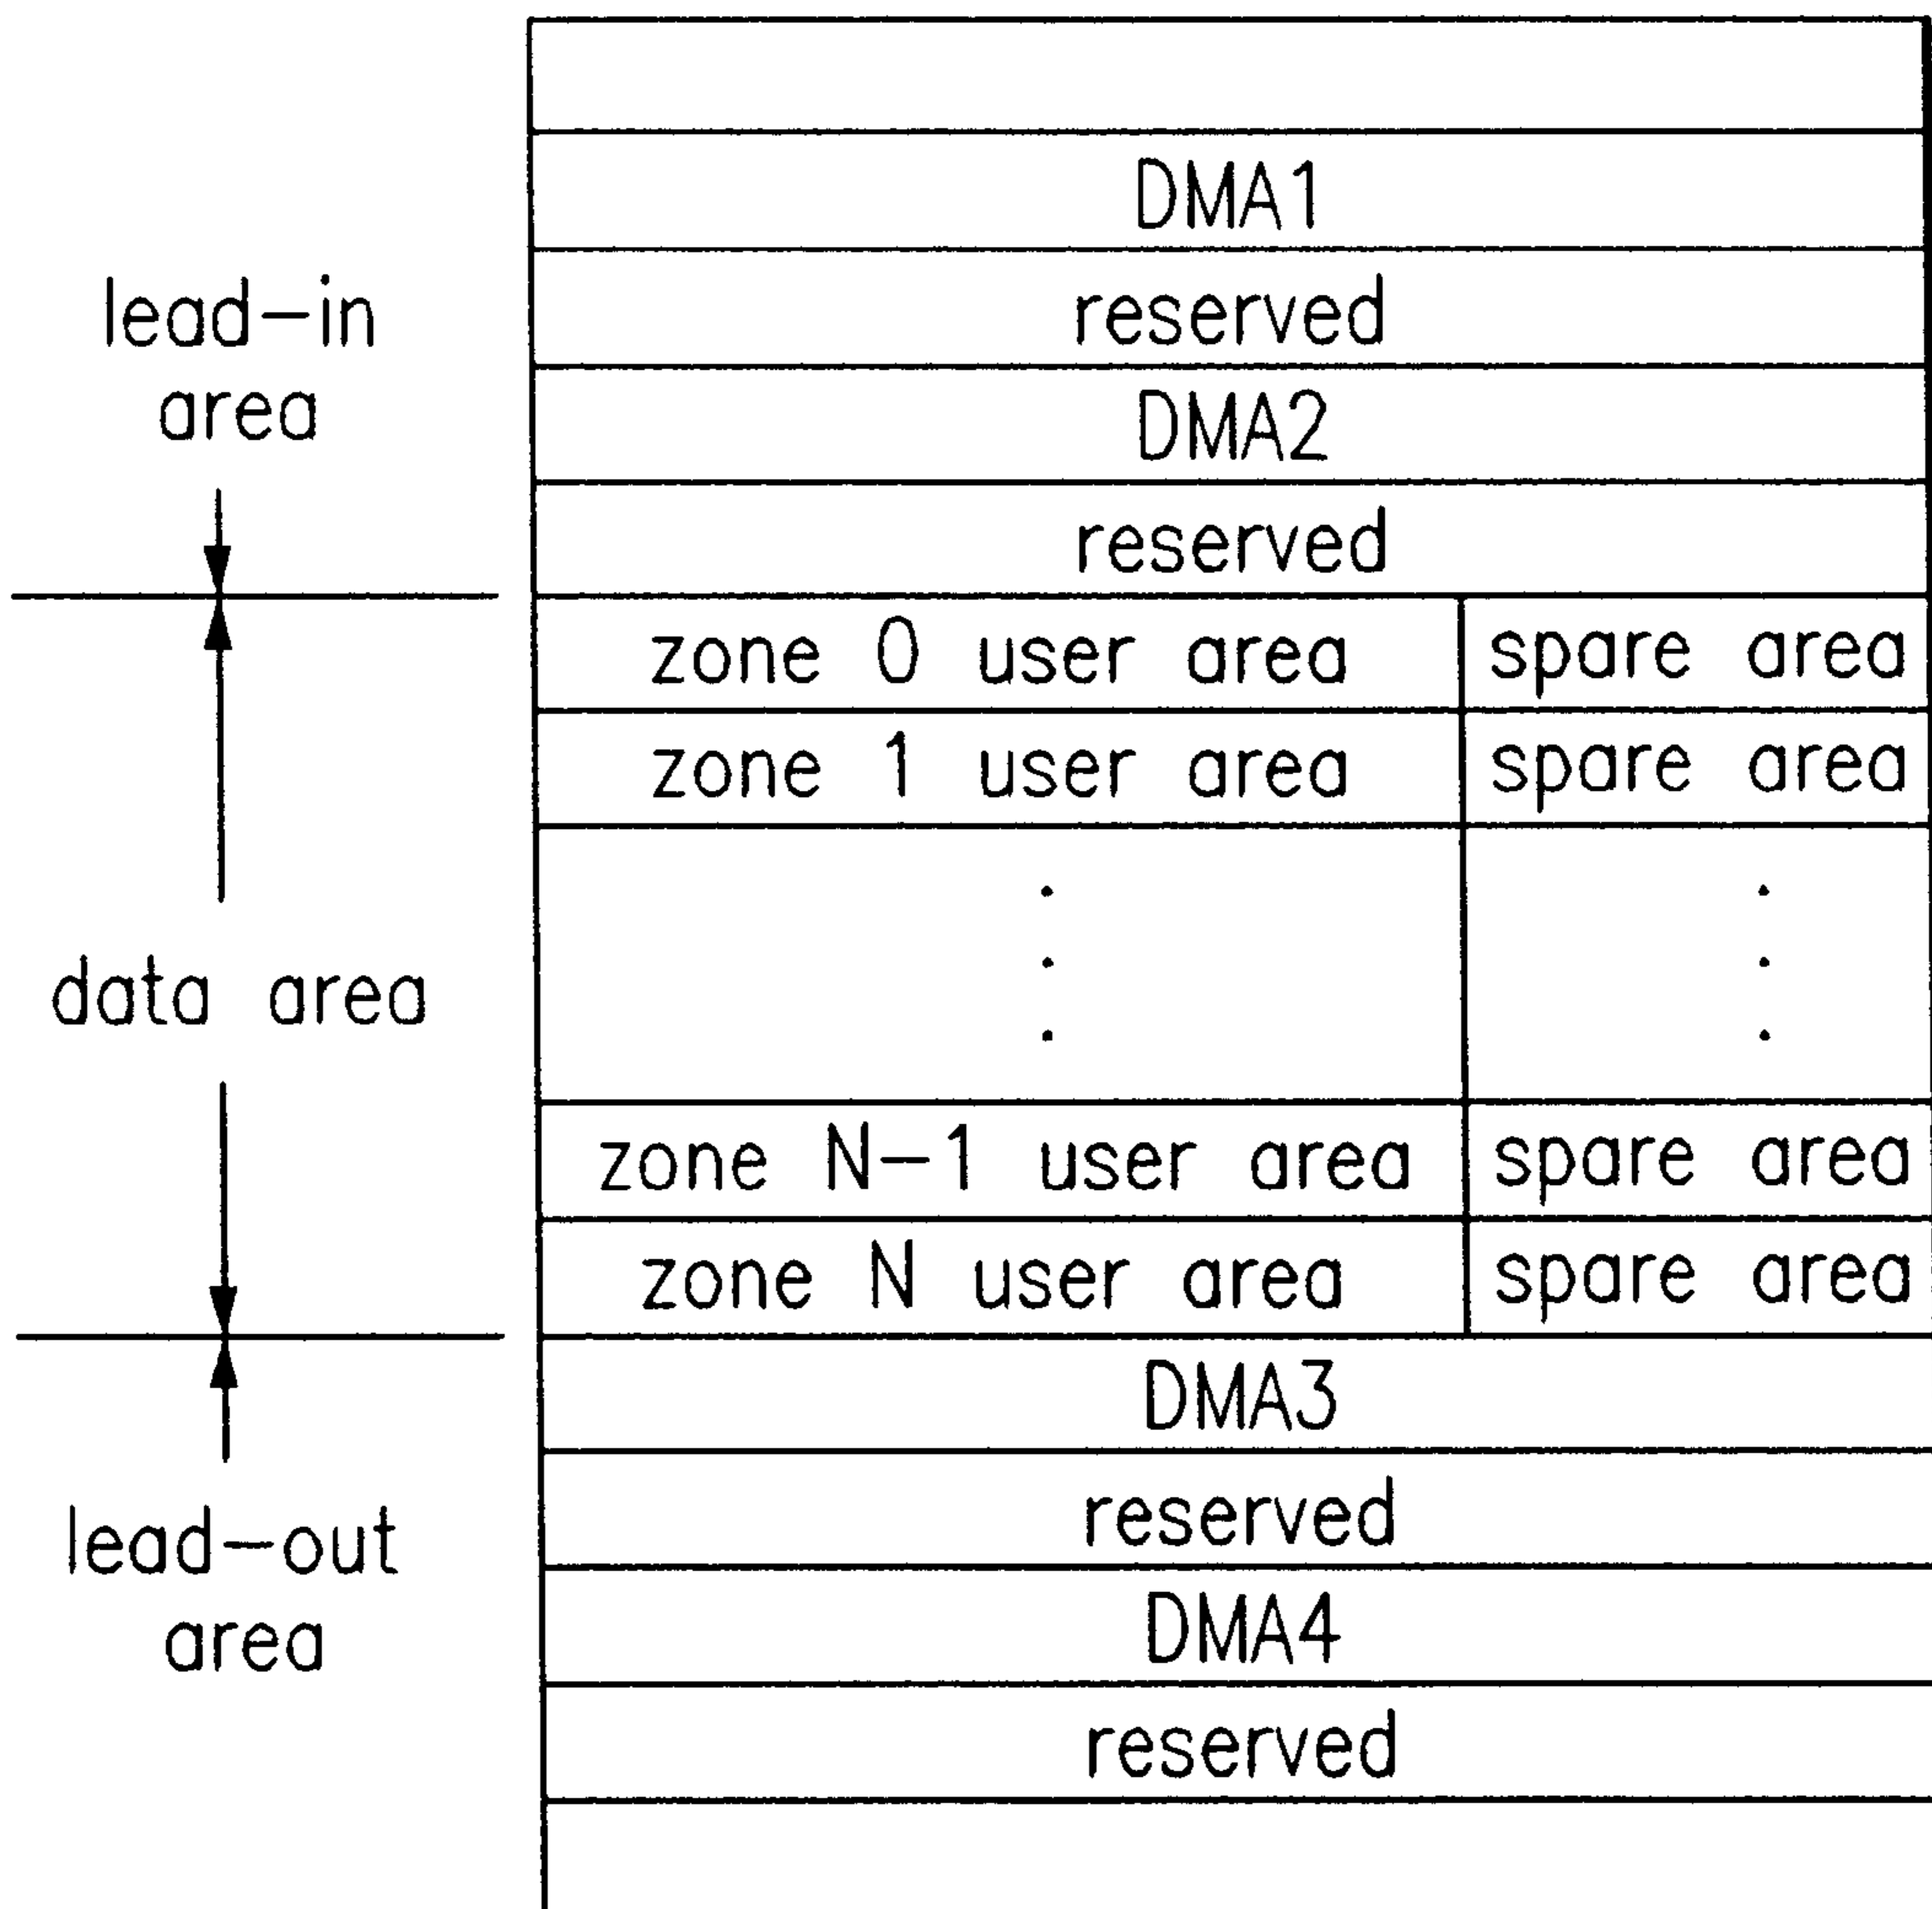 DMA1
reserved
lead-in
area
DMA2
reserved
zone 0 user area spare area
zone 1 user area spare area
data area
zone N-1 user area spare area
zone N user area spare area
DMA3
reserved
lead-out
area
DMA4
reserved